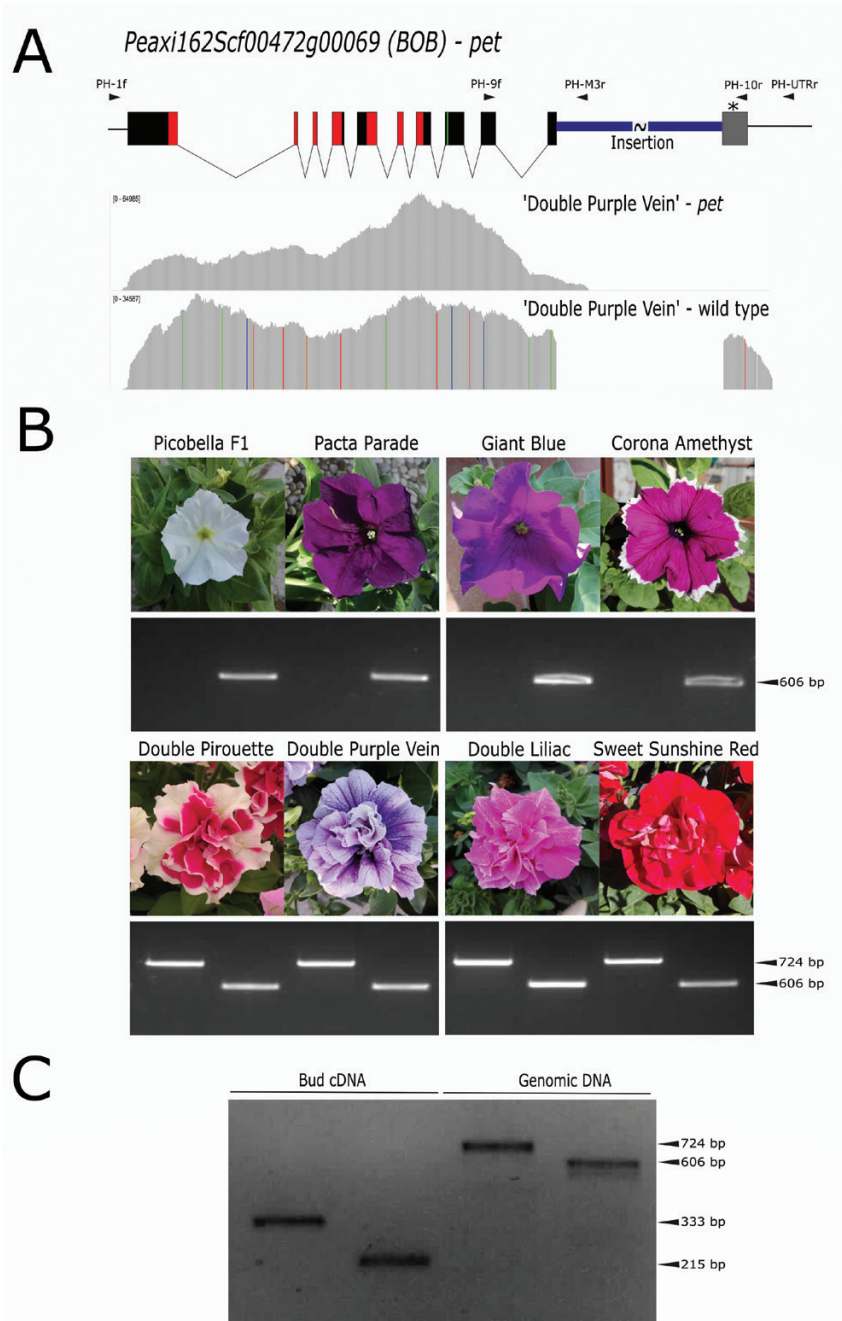 A
Peaxi162Scf00472g00069 (BOB) - pet
PH-1f
PH-9f
PH-M3r
PH-10r
PH-UTRr
*
~
Insertion
[0 - 64985]
'Double Purple Vein' - pet
[0 - 34587]
'Double Purple Vein' - wild type
B
Picobella F1
Pacta Parade
Giant Blue
Corona Amethyst
606 bp
Double Pirouette
Double Purple Vein
Double Liliac
Sweet Sunshine Red
724 bp
606 bp
C
Bud cDNA
Genomic DNA
724 bp
606 bp
333 bp
215 bp